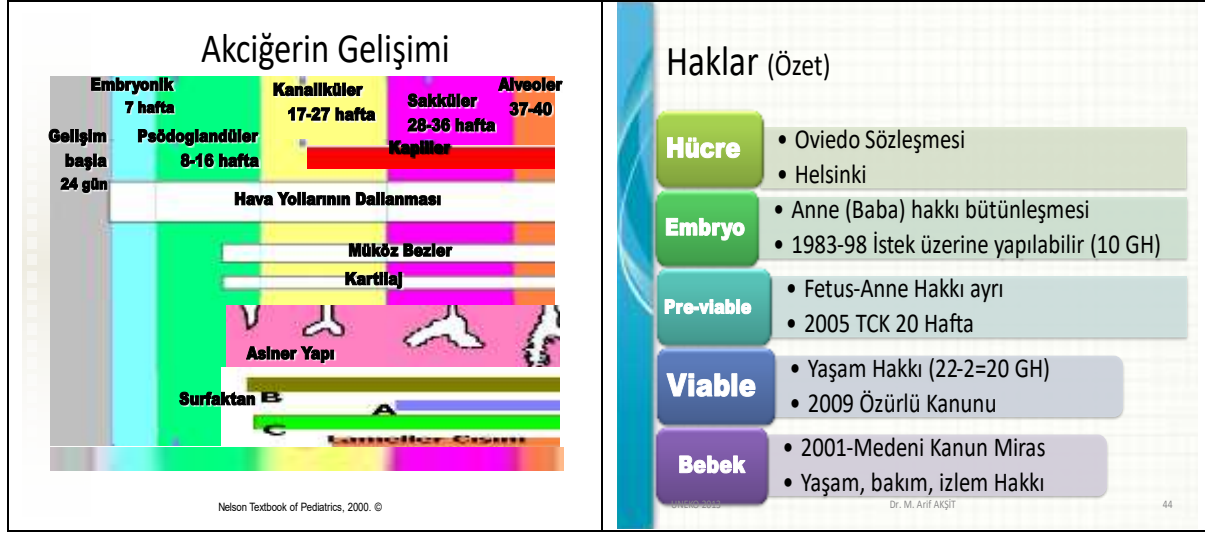 Akciğerin Gelişimi
Embryonik
7 hafta
Kanaliküler
17-27 hafta
Sakküler
28-36 hafta
Alveoler
37-40
Gelişim
başla
24 gün
Psödoglandüler
8-16 hafta
Kapiller
Hava Yollarının Dallanması
Müköz Bezler
Kartilaj
Asiner Yapı
Surfaktan
B
A
C
Lameller Cisim
Nelson Textbook of Pediatrics, 2000. ©
Haklar (Özet)
Hücre
• Oviedo Sözleşmesi
• Helsinki
Embryo
• Anne (Baba) hakkı bütünleşmesi
• 1983-98 İstek üzerine yapılabilir (10 GH)
Pre-viable
• Fetus-Anne Hakkı ayrı
• 2005 TCK 20 Hafta
Viable
• Yaşam Hakkı (22-2=20 GH)
• 2009 Özürlü Kanunu
Bebek
• 2001-Medeni Kanun Miras
• Yaşam, bakım, izlem Hakkı
UNEKO 2013 Dr. M. Arif AKŞİT 44